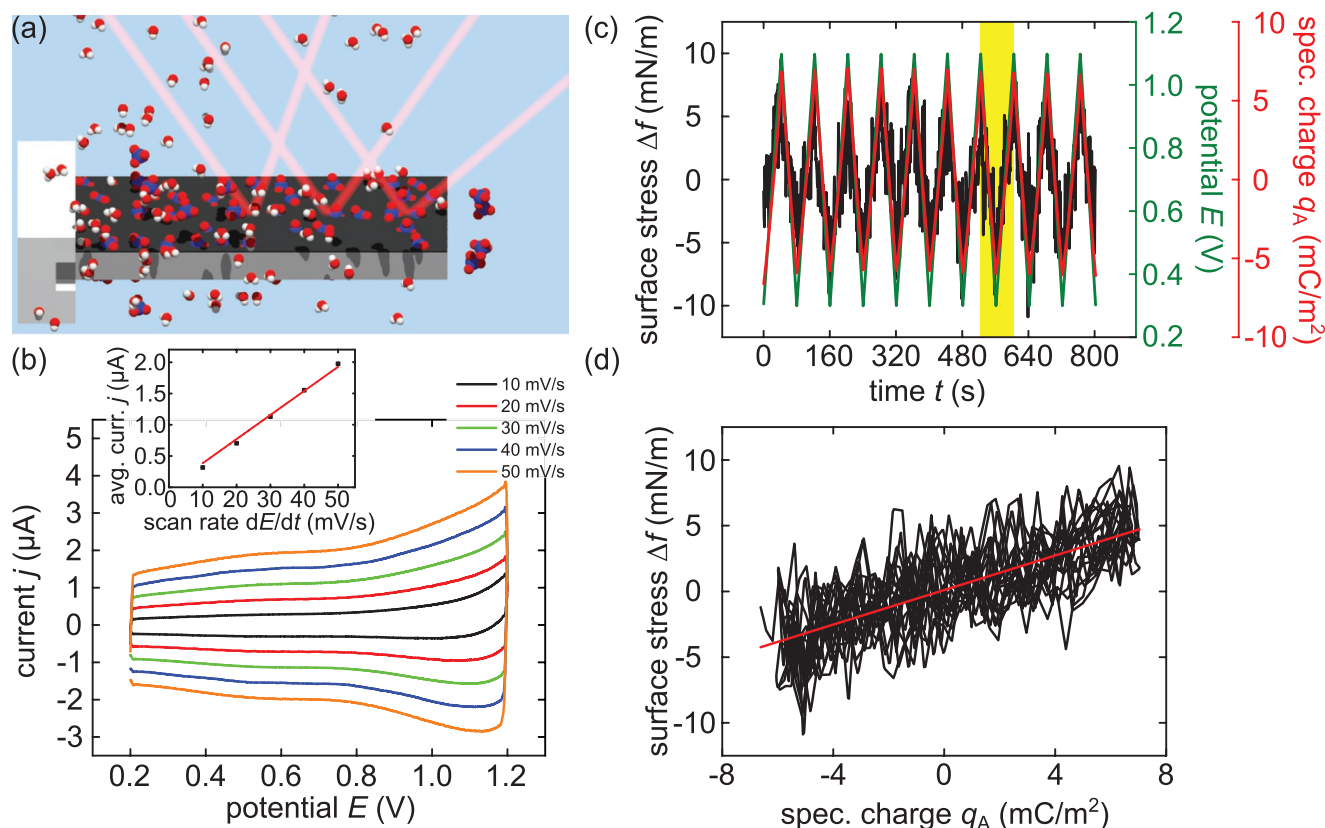 (a)
(b)
avg. curr. j (µA)
2.0
1.5
1.0
0.5
0.0
0 10 20 30 40 50
scan rate dE/dt (mV/s)
10 mV/s
20 mV/s
30 mV/s
40 mV/s
50 mV/s
current j (µA)
5
4
3
2
1
0
-1
-2
-3
0.2 0.4 0.6 0.8 1.0 1.2
potential E (V)
(c)
surface stress Δf (mN/m)
10
5
0
-5
-10
0 160 320 480 640 800
time t (s)
1.2
1.0
0.8
0.6
0.4
0.2
potential E (V)
10
5
0
-5
-10
spec. charge qA (mC/m²)
(d)
surface stress Δf (mN/m)
10
5
0
-5
-10
-8 -4 0 4 8
spec. charge qA (mC/m²)